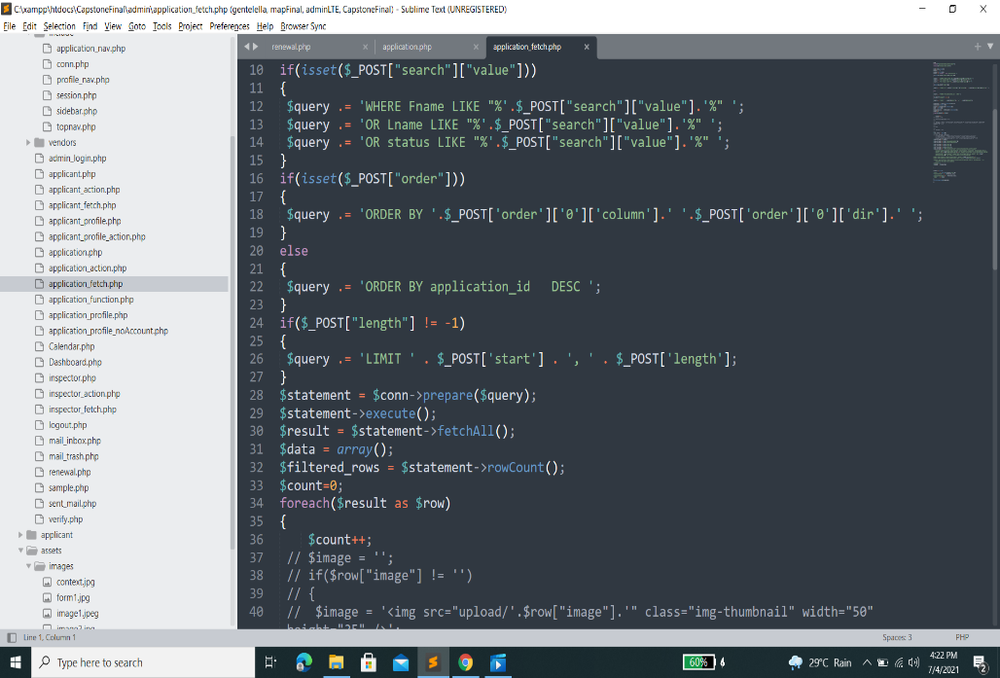 C:\xampp\htdocs\CapstoneFinal\admin\application_fetch.php (gentelella, mapFinal, adminLTE, CapstoneFinal) - Sublime Text (UNREGISTERED)
File Edit Selection Find View Goto Tools Project Preferences Help Browser Sync
include
application_nav.php
conn.php
profile_nav.php
session.php
sidebar.php
topnav.php
vendors
admin_login.php
applicant.php
applicant_action.php
applicant_fetch.php
applicant_profile.php
applicant_profile_action.php
application.php
application_action.php
application_fetch.php
application_function.php
application_profile.php
application_profile_noAccount.php
Calendar.php
Dashboard.php
inspector.php
inspector_action.php
inspector_fetch.php
logout.php
mail_inbox.php
mail_trash.php
renewal.php
sample.php
sent_mail.php
verify.php
applicant
assets
images
context.jpg
form1.jpg
image1.jpeg
renewal.php × application.php × application_fetch.php × + ▼
10 if(isset($_POST["search"]["value"]))
11 {
12 $query .= 'WHERE Fname LIKE "%'.$_POST["search"]["value"].'%" ';
13 $query .= 'OR Lname LIKE "%'.$_POST["search"]["value"].'%" ';
14 $query .= 'OR status LIKE "%'.$_POST["search"]["value"].'%" ';
15 }
16 if(isset($_POST["order"]))
17 {
18 $query .= 'ORDER BY '.$_POST['order']['0']['column'].' '.$_POST['order']['0']['dir'].' ';
19 }
20 else
21 {
22 $query .= 'ORDER BY application_id   DESC ';
23 }
24 if($_POST["length"] != -1)
25 {
26 $query .= 'LIMIT ' . $_POST['start'] . ', ' . $_POST['length'];
27 }
28 $statement = $conn->prepare($query);
29 $statement->execute();
30 $result = $statement->fetchAll();
31 $data = array();
32 $filtered_rows = $statement->rowCount();
33 $count=0;
34 foreach($result as $row)
35 {
36 $count++;
37 // $image = '';
38 // if($row["image"] != '')
39 // {
40 //  $image = '<img src="upload/'.$row["image"].'" class="img-thumbnail" width="50"
height="35" />';
Line 1, Column 1 Spaces: 3 PHP
Type here to search
60%
29°C Rain
4:22 PM
7/4/2021
2